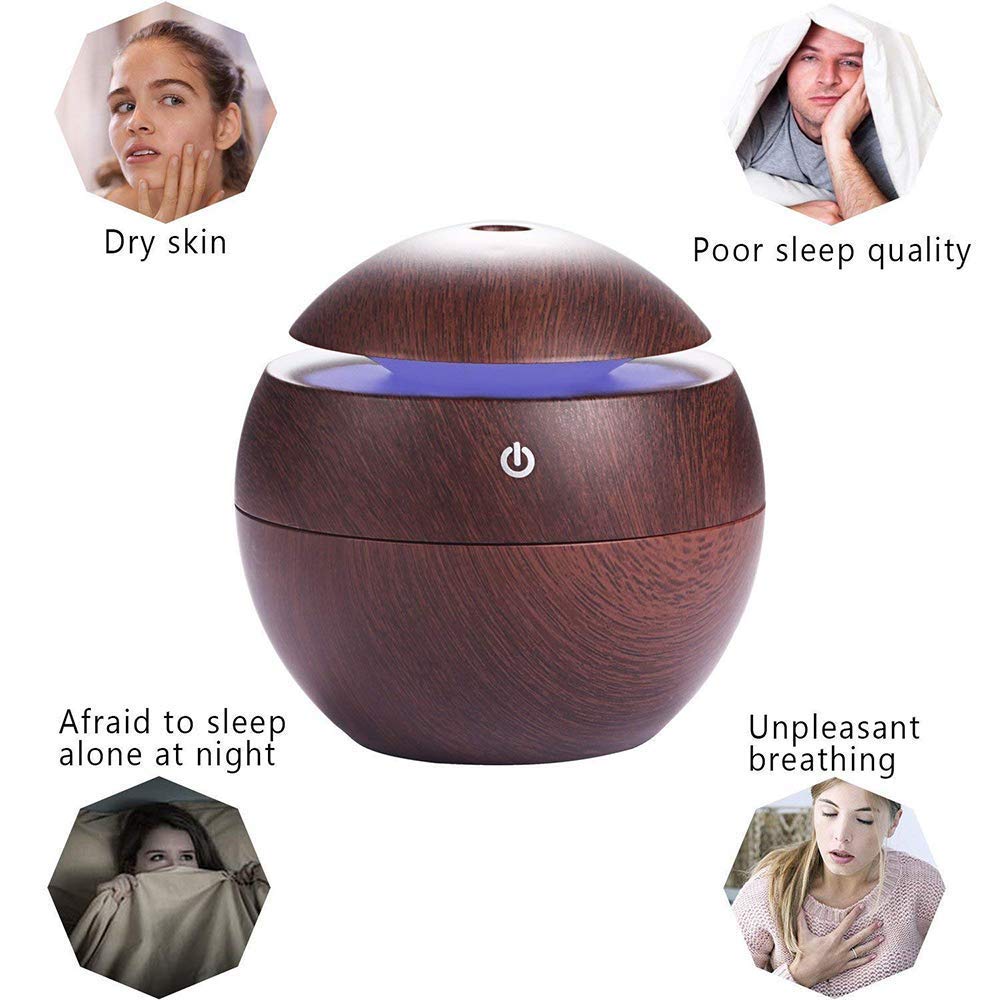 Dry skin
Poor sleep quality
Afraid to sleep
alone at night
Unpleasant
breathing